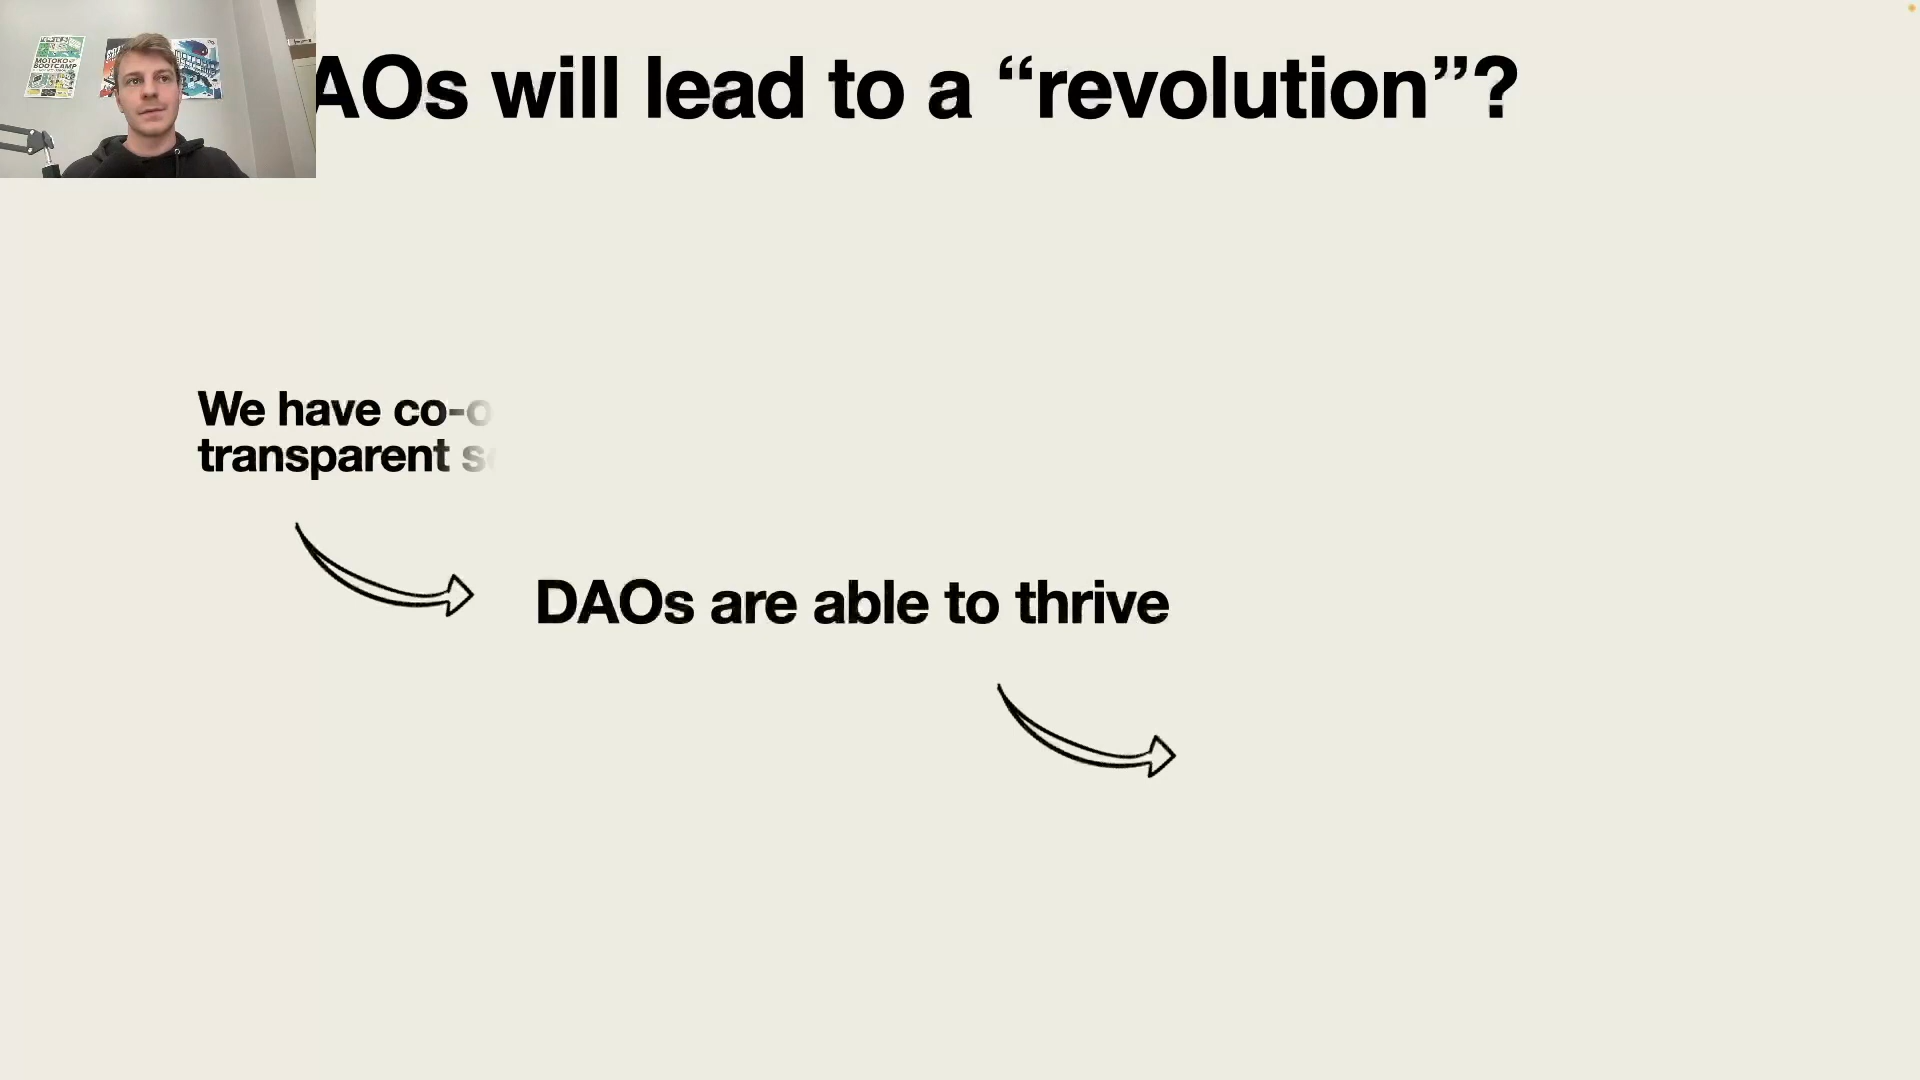 AOs will lead to a “revolution”?
MOTOKO
BOOTCAMP
We have co-o
transparent s
DAOs are able to thrive